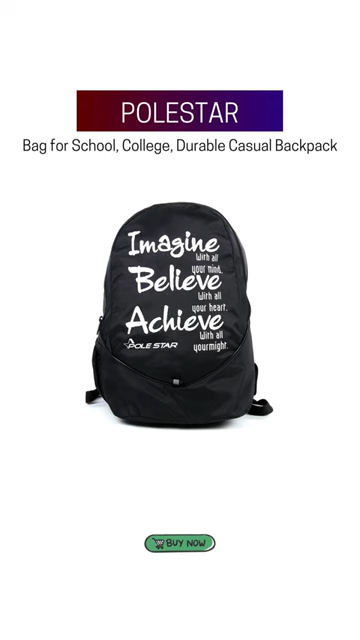 POLESTAR
Bag for School, College, Durable Casual Backpack
Imagine
With all
your mind.
Believe
With all
your heart.
Achieve
With all
yourmight.
POLE STAR
BUY NOW